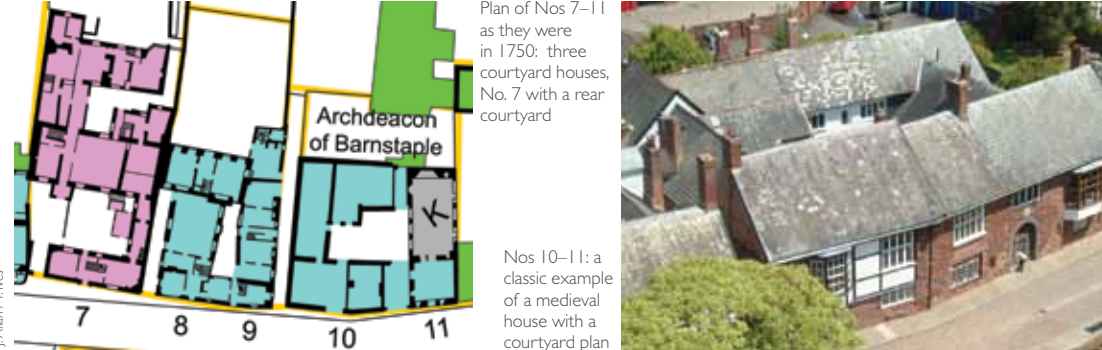 Plan of Nos 7–11
as they were
in 1750: three
courtyard houses,
No. 7 with a rear
courtyard
Archdeacon
of Barnstaple
K
7
8
9
10
11
Nos 10–11: a
classic example
of a medieval
house with a
courtyard plan